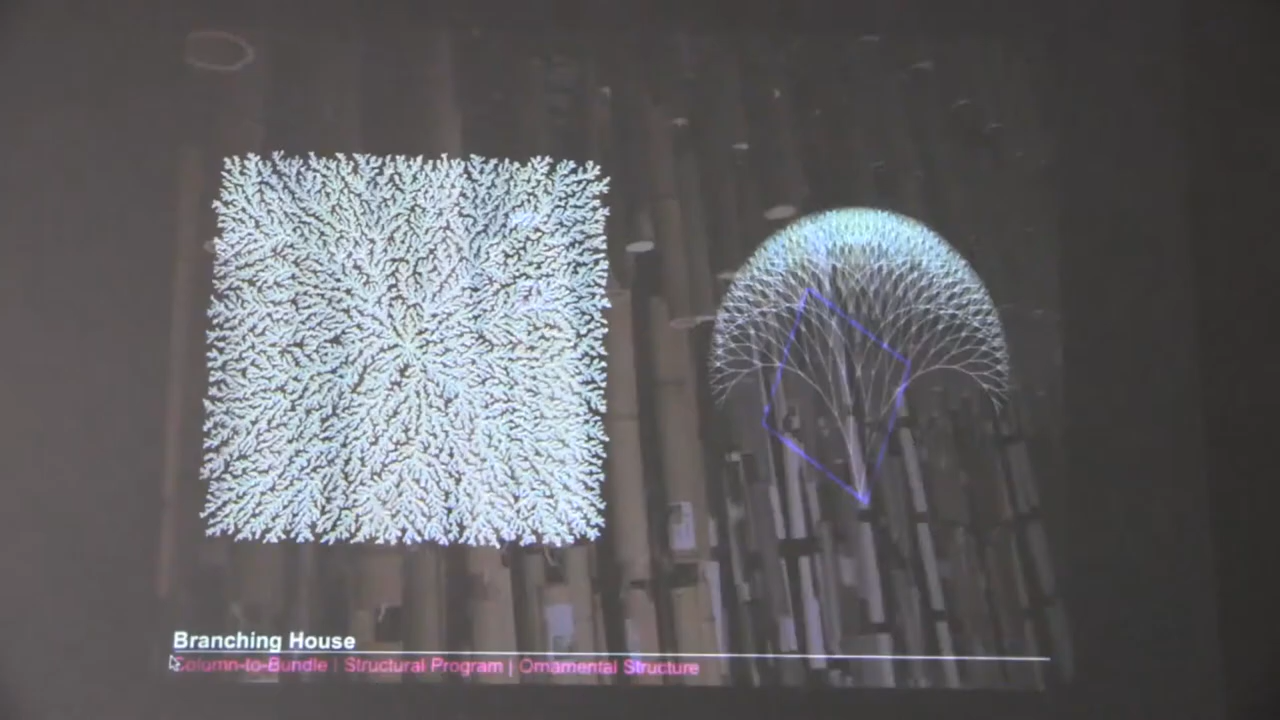 Branching House
Column-to-Bundle | Structural Program | Ornamental Structure